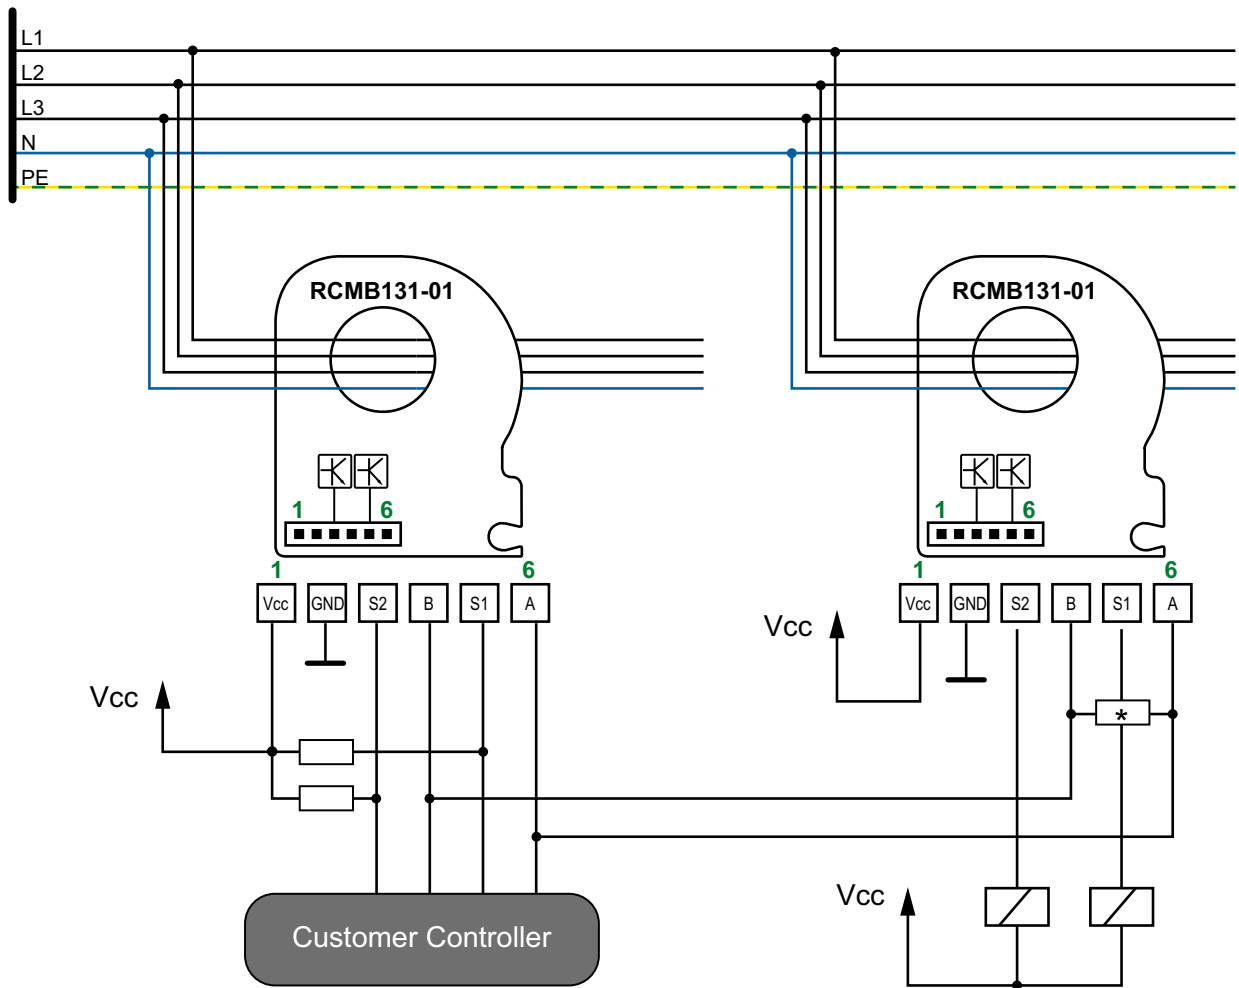 L1
L2
L3
N
PE
RCMB131-01
RCMB131-01
1 6
1 6
1 6
1 6
Vcc GND S2 B S1 A
Vcc GND S2 B S1 A
Vcc
Vcc
*
Vcc
Customer Controller